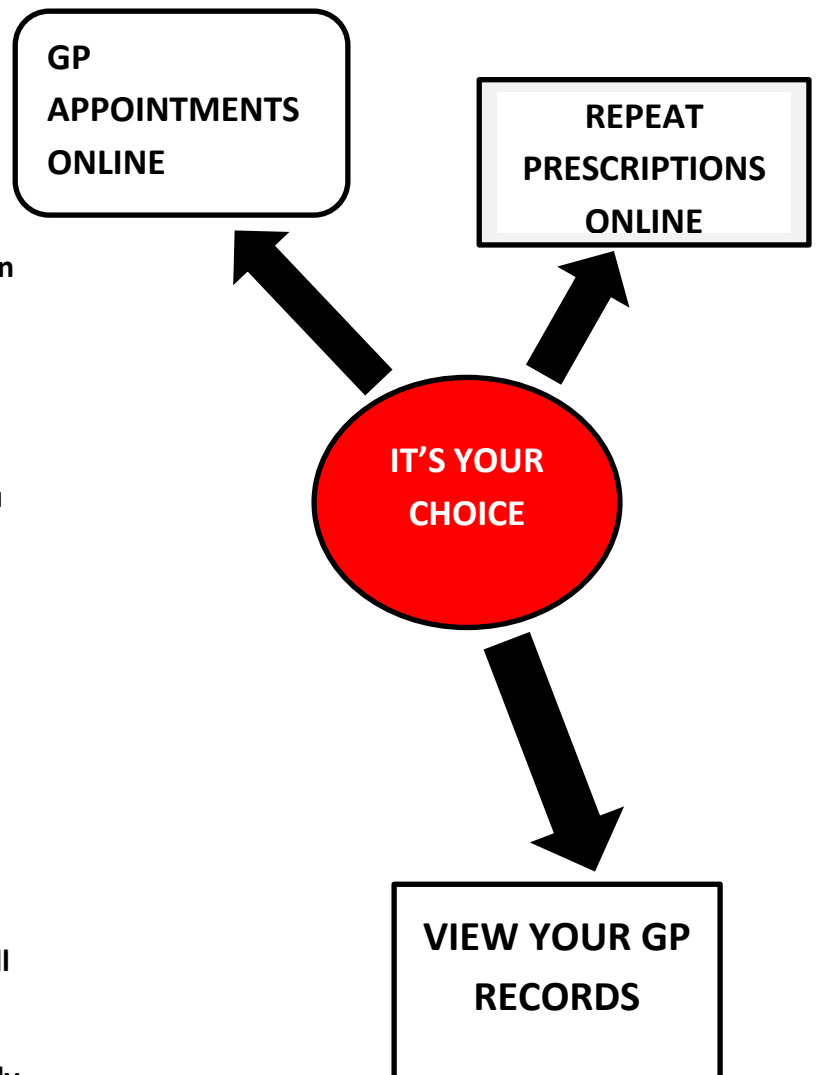 GP
APPOINTMENTS
ONLINE
REPEAT
PRESCRIPTIONS
ONLINE
IT’S YOUR
CHOICE
VIEW YOUR GP
RECORDS